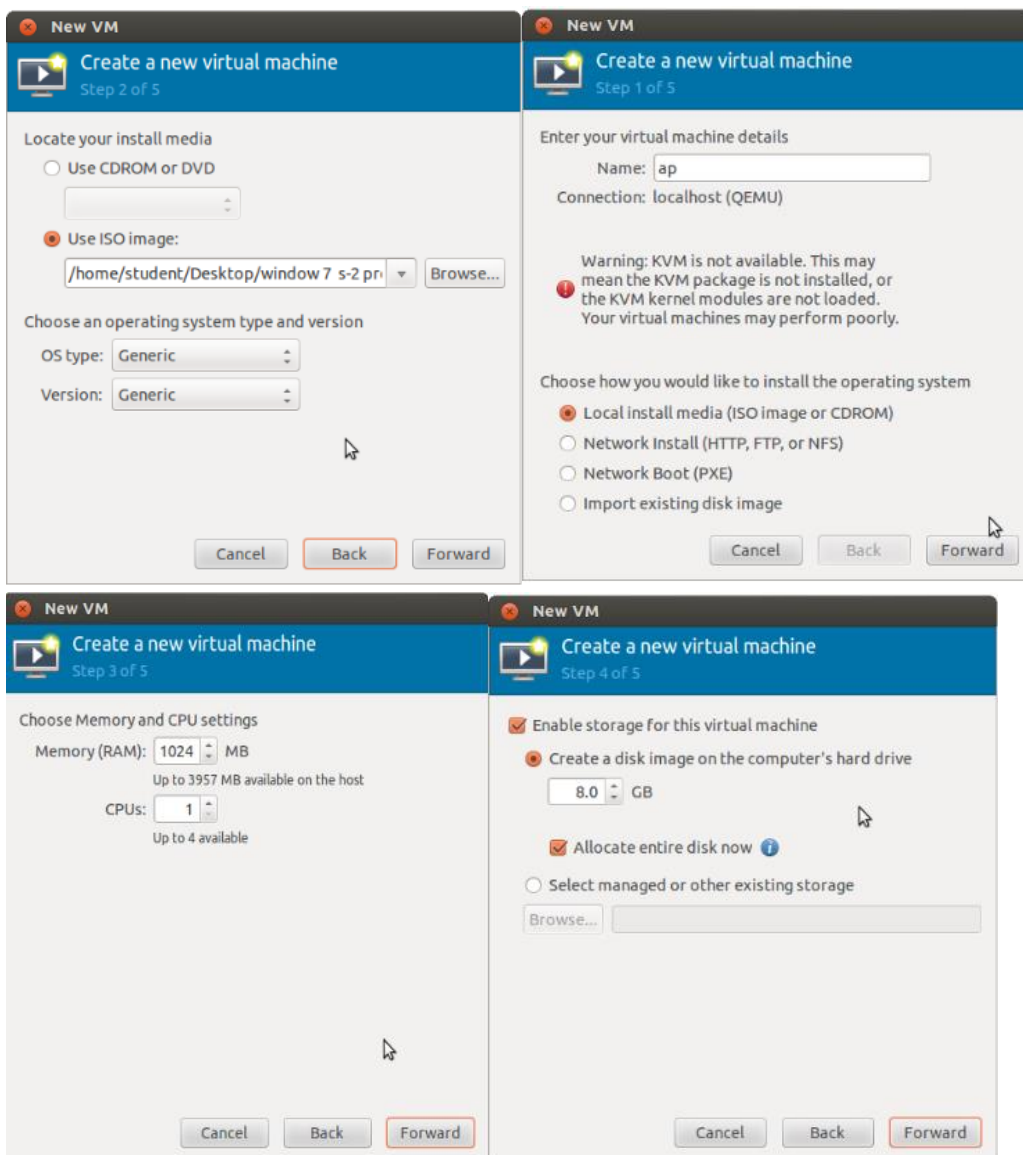 New VM
Create a new virtual machine
Step 2 of 5
Locate your install media
Use CDROM or DVD
Use ISO image:
/home/student/Desktop/window 7 s-2 pr
Browse...
Choose an operating system type and version
OS type: Generic
Version: Generic
Cancel Back Forward
New VM
Create a new virtual machine
Step 1 of 5
Enter your virtual machine details
Name: ap
Connection: localhost (QEMU)
Warning: KVM is not available. This may
mean the KVM package is not installed, or
the KVM kernel modules are not loaded.
Your virtual machines may perform poorly.
Choose how you would like to install the operating system
Local install media (ISO image or CDROM)
Network Install (HTTP, FTP, or NFS)
Network Boot (PXE)
Import existing disk image
Cancel Back Forward
New VM
Create a new virtual machine
Step 3 of 5
Choose Memory and CPU settings
Memory (RAM): 1024 MB
Up to 3957 MB available on the host
CPUs: 1
Up to 4 available
Cancel Back Forward
New VM
Create a new virtual machine
Step 4 of 5
Enable storage for this virtual machine
Create a disk image on the computer's hard drive
8.0 GB
Allocate entire disk now
Select managed or other existing storage
Browse...
Cancel Back Forward